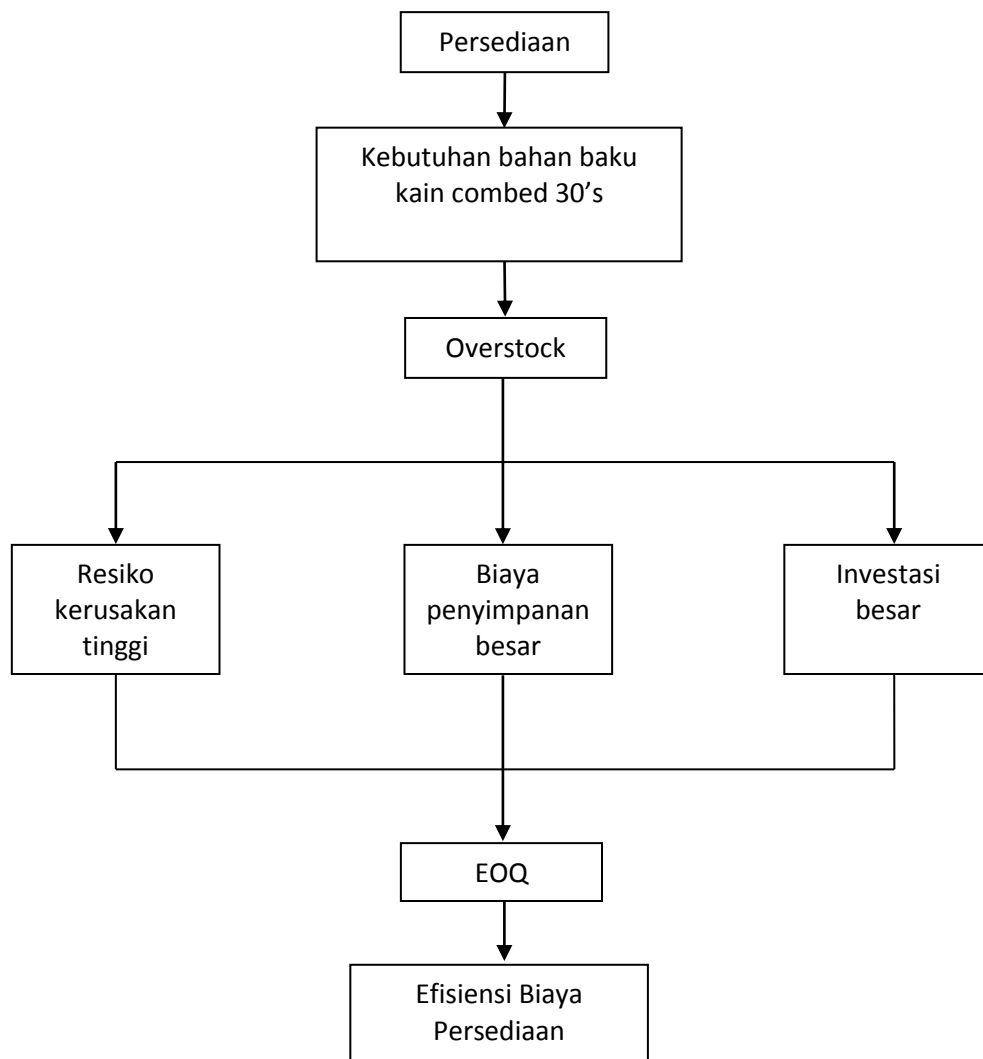 Persediaan
Kebutuhan bahan baku
kain combed 30’s
Overstock
Resiko
kerusakan
tinggi
Biaya
penyimpanan
besar
Investasi
besar
EOQ
Efisiensi Biaya
Persediaan